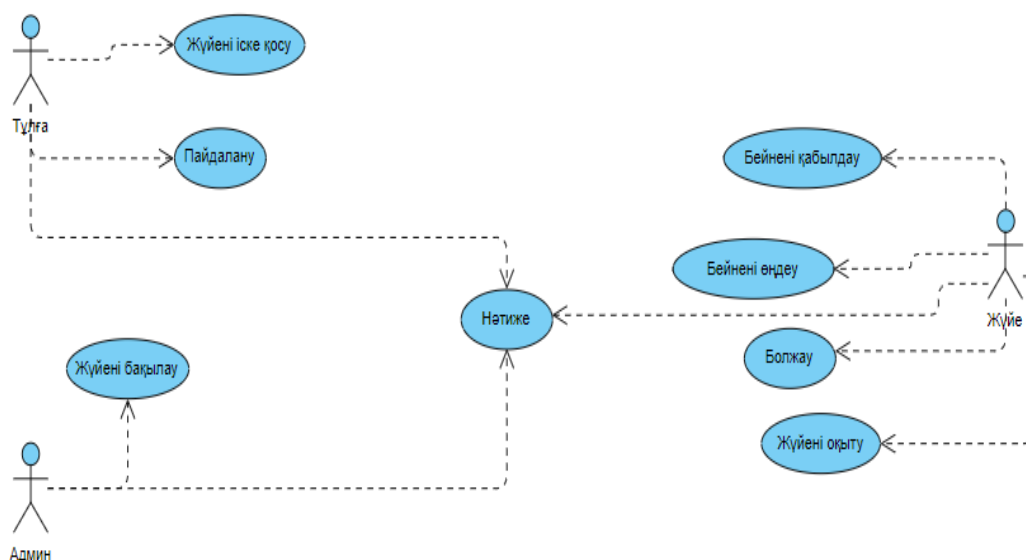 Жүйені іске қосу
Тұлға
Пайдалану
Бейнені қабылдау
Бейнені өңдеу
Нәтиже
Жүйе
Болжау
Жүйені бақылау
Жүйені оқыту
Админ